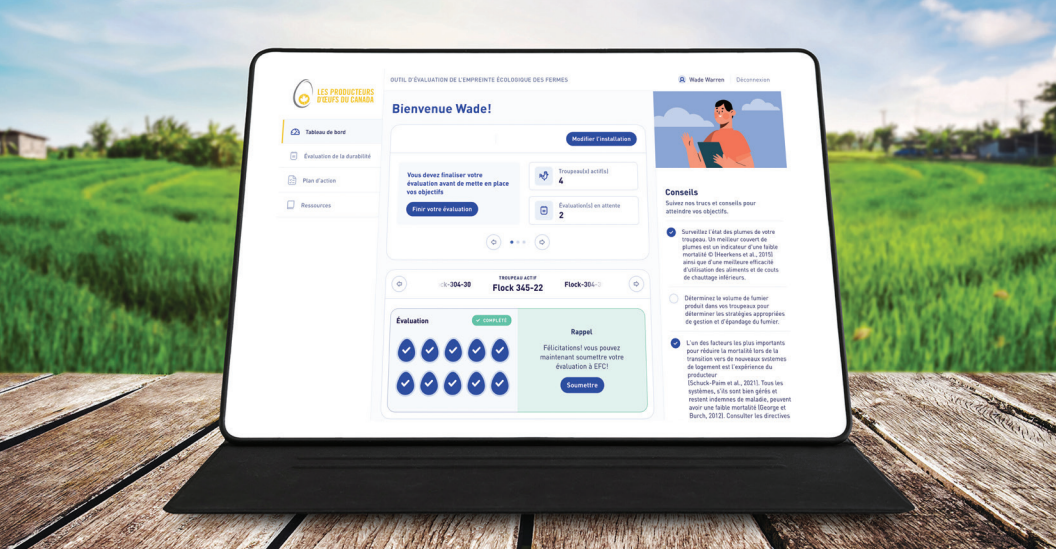 LES PRODUCTEURS
D'ŒUFS DU CANADA
OUTIL D'ÉVALUATION DE L'EMPREINTE ÉCOLOGIQUE DES FERMES
Wade Warren
Déconnexion
Tableau de bord
Évaluation de la durabilité
Plan d'action
Ressources
Bienvenue Wade!
Modifier l'installation
Vous devez finaliser votre
évaluation avant de mette en place
vos objectifs
Finir votre évaluation
Troupeau(x) actif(s)
4
Évaluation(s) en attente
2
ck-304-30
TROUPEAU ACTIF
Flock 345-22
Flock-304-
Évaluation
COMPLÉTÉ
Rappel
Félicitations! vous pouvez
maintenant soumettre votre
évaluation à EFC!
Soumettre
Conseils
Suivez nos trucs et conseils pour
atteindre vos objectifs.
Surveillez l'état des plumes de votre
troupeau. Un meilleur couvert de
plumes est un indicateur d'une faible
mortalité © (Heerkens et al., 2015)
ainsi que d'une meilleure efficacité
d'utilisation des aliments et de couts
de chauttage inférieurs.
Déterminez le volume de fumier
produit dans vos troupeaux pour
déterminer les stratégies appropriées
de gestion et d'épandage du fumier.
L'un des facteurs les plus importants
pour réduire la mortalité lors de la
transition vers de nouveaux systemes
de logement est l'expérience du
producteur
(Schuck-Paim et al., 2021). Tous les
systèmes, s'ils sont bien gérés et
restent indemnes de maladie, peuvent
avoir une faible mortalité (George et
Burch, 2012). Consulter les directives